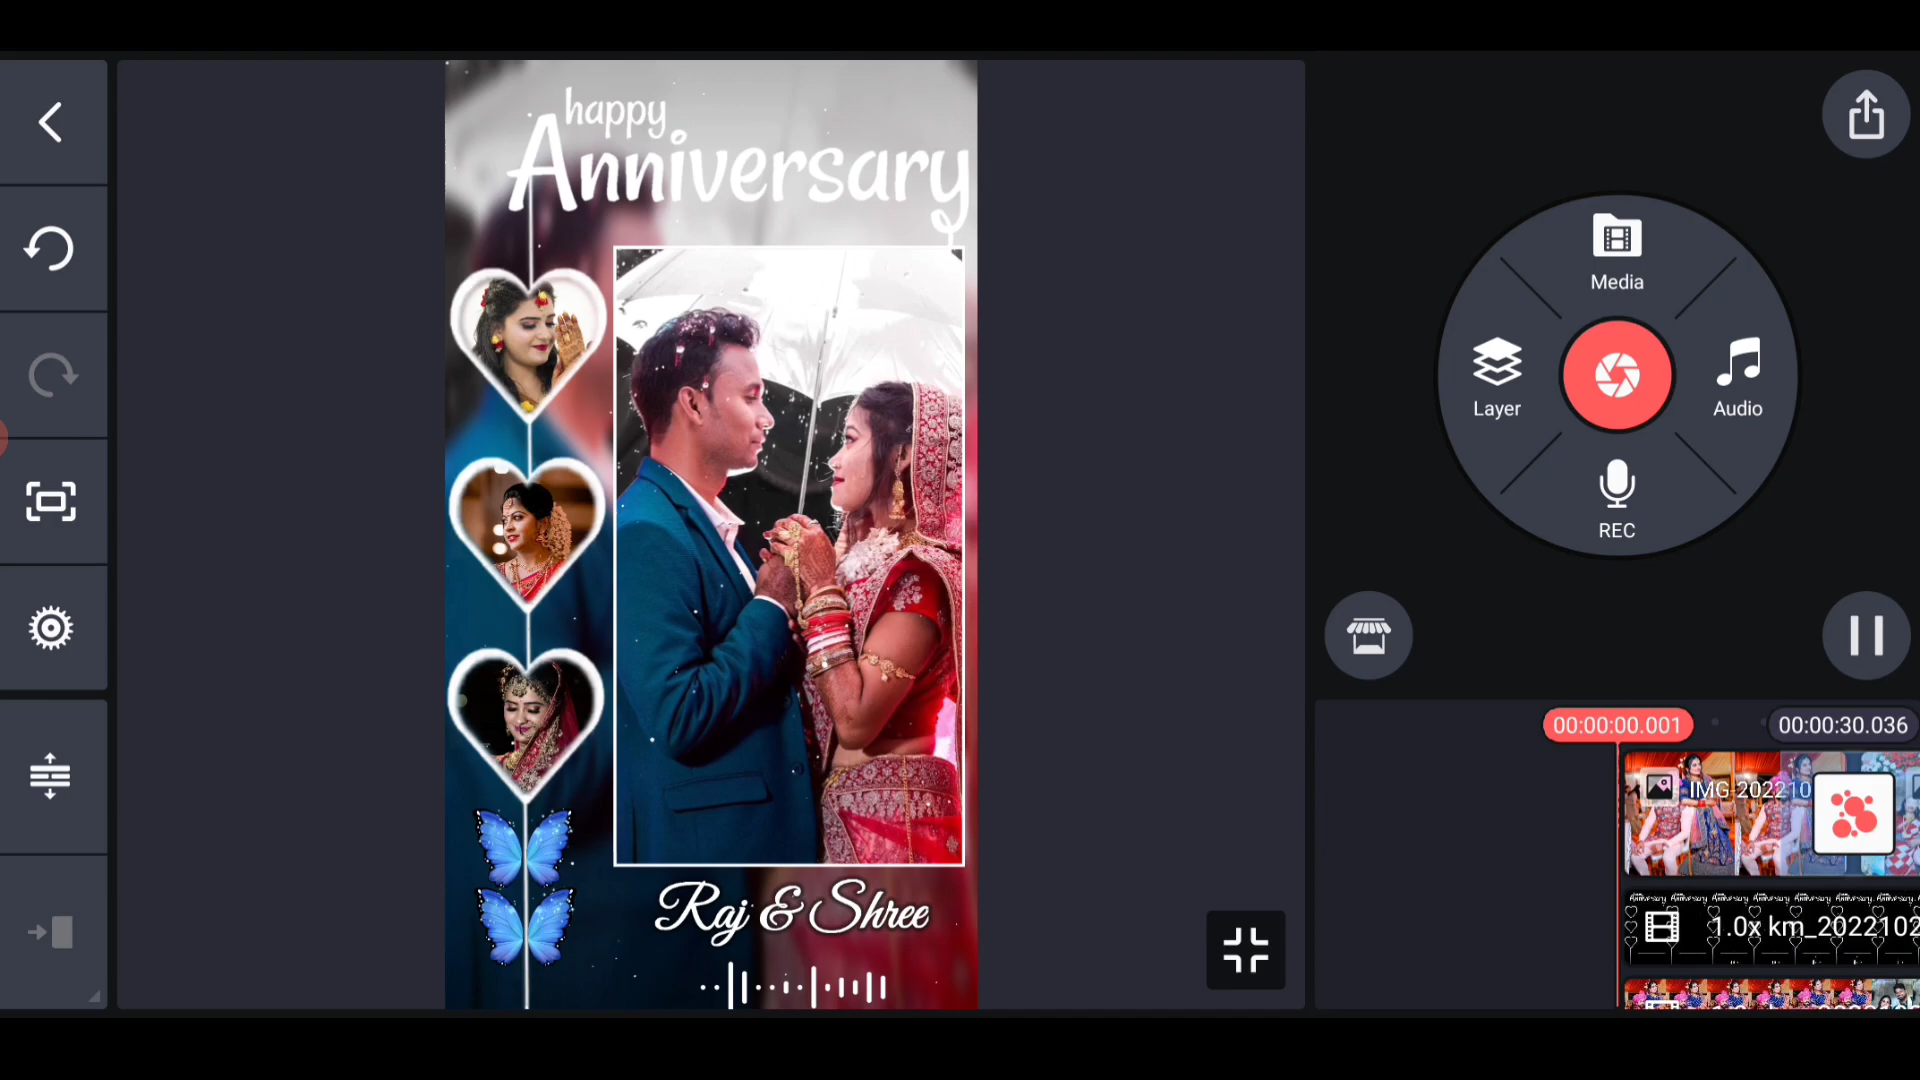 happy
Anniversary
Raj & Shree
Media
Layer
Audio
REC
00:00:00.001
00:00:30.036
IMG 202210
1.0x km_2022102